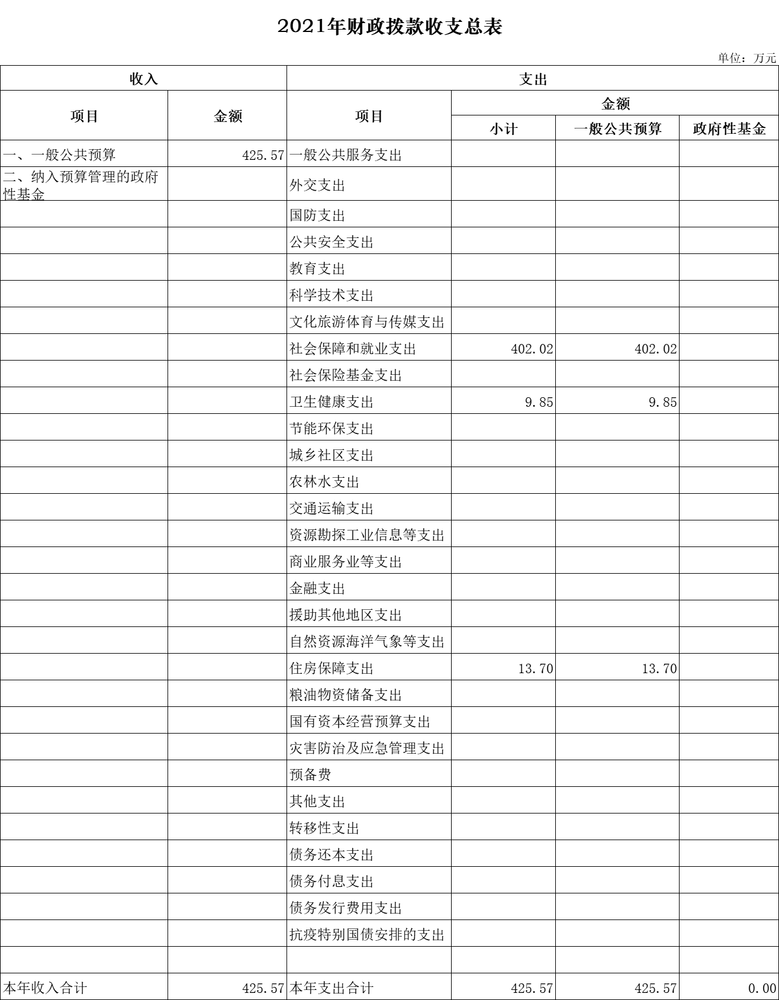 2021年财政拨款收支总表
单位：万元
收入 支出
项目 金额 项目 金额
小计 一般公共预算 政府性基金
一、一般公共预算 425.57 一般公共服务支出
二、纳入预算管理的政府
性基金
外交支出
国防支出
公共安全支出
教育支出
科学技术支出
文化旅游体育与传媒支出
社会保障和就业支出 402.02 402.02
社会保险基金支出
卫生健康支出 9.85 9.85
节能环保支出
城乡社区支出
农林水支出
交通运输支出
资源勘探工业信息等支出
商业服务业等支出
金融支出
援助其他地区支出
自然资源海洋气象等支出
住房保障支出 13.70 13.70
粮油物资储备支出
国有资本经营预算支出
灾害防治及应急管理支出
预备费
其他支出
转移性支出
债务还本支出
债务付息支出
债务发行费用支出
抗疫特别国债安排的支出
本年收入合计 425.57 本年支出合计 425.57 425.57 0.00